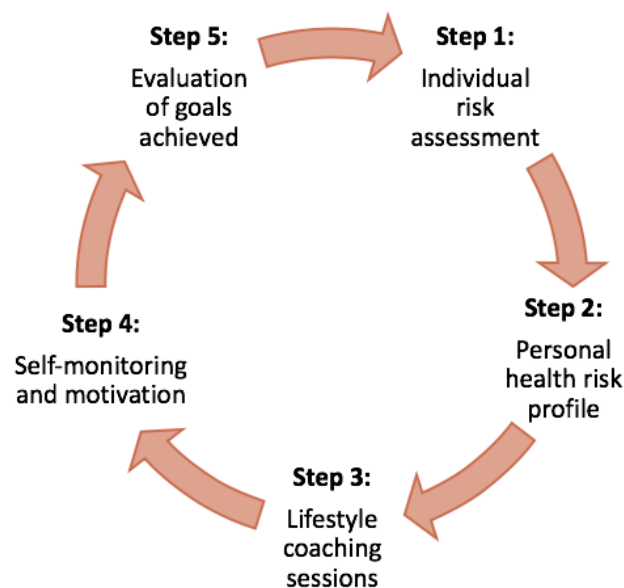 Step 1:
Individual
risk
assessment
Step 2:
Personal
health risk
profile
Step 3:
Lifestyle
coaching
sessions
Step 4:
Self-monitoring
and motivation
Step 5:
Evaluation
of goals
achieved